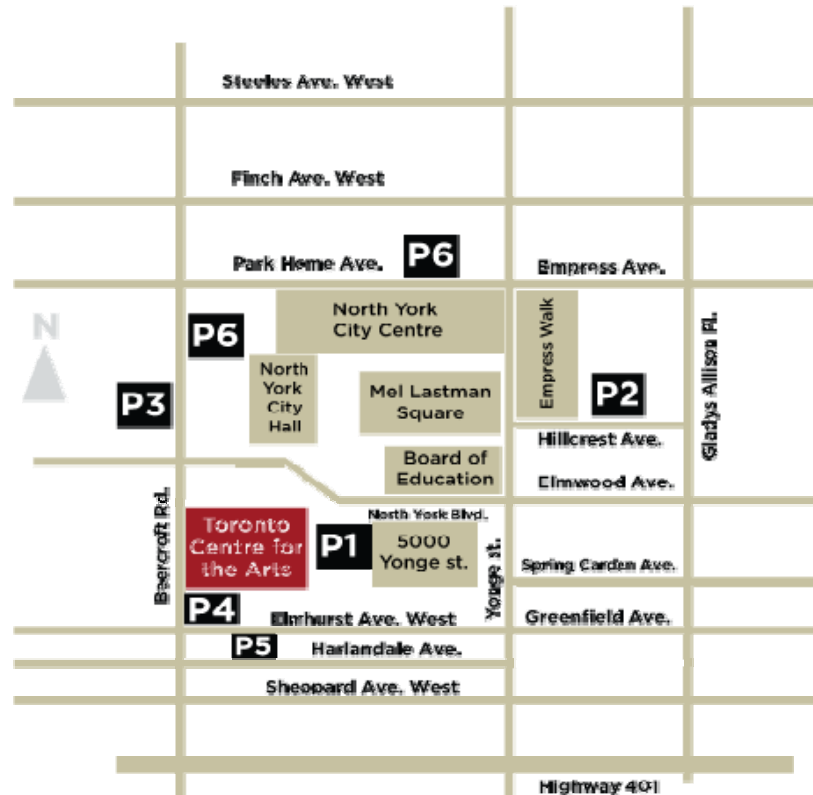 Steeles Ave. West
Finch Ave. West
Park Home Ave.
P6
Empress Ave.
North York
City Centre
Empress Walk
N
P6
North
York
City
Hall
Mel Lastman
Square
P3
P2
Gladys Allison Pl.
Hillcrest Ave.
Board of
Education
Elmwood Ave.
Beecroft Rd.
North York Blvd.
Toronto
Centre for
the Arts
P1
5000
Yonge st.
Yonge st.
Spring Garden Ave.
P4
Elmhurst Ave. West
Greenfield Ave.
P5
Harlandale Ave.
Sheppard Ave. West
Highway 401